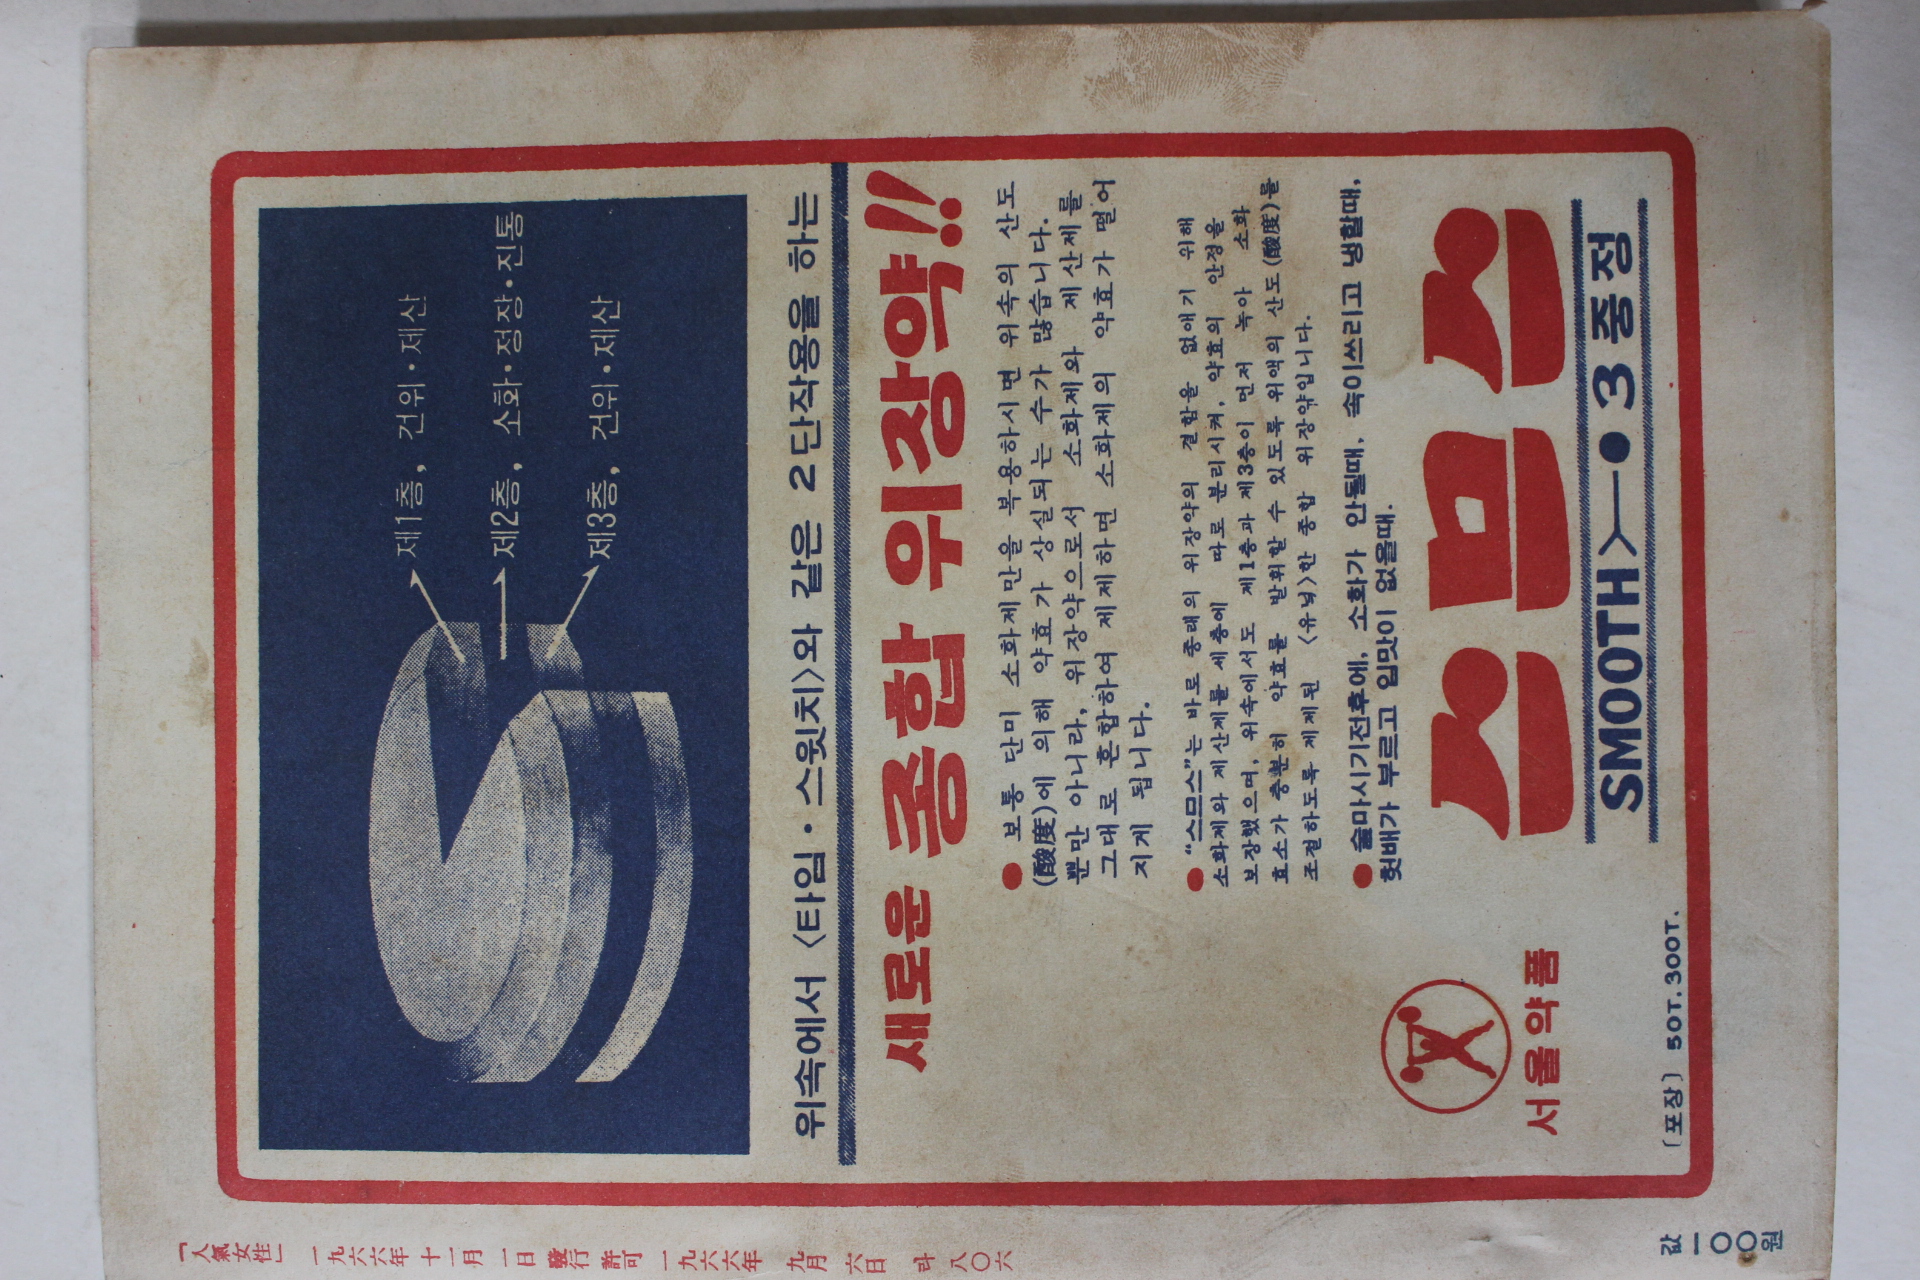 제1층, 건위·제산
제2층, 소화·정장·진통
제3층, 건위·제산
위속에서 〈타임·스윗치〉와 같은 2단작용을 하는
새로운 종합 위장약!!
● 보통 단미 소화제만을 복용하시면 위속의 산도
(酸度)에 의해 약효가 상실되는 수가 많습니다.
뿐만 아니라, 위장약으로서 소화제와 제산제를
그대로 혼합하여 제제하면 소화제의 약효가 떨어
지게 됩니다.
● “스므스”는 바로 종래의 위장약의 결함을 없애기 위해
소화제와 제산제를 세층에 따로 분리시켜, 약효의 안정을
보장했으며, 위속에서도 제1층과 제3층이 먼저 녹아 소화
효소가 충분히 약효를 발휘할 수 있도록 위액의 산도(酸度)를
조절하도록 제제된 〈유닠〉한 종합 위장약입니다.
● 술마시기전후에, 소화가 안될때, 속이쓰리고 냉할때,
헛배가 부르고 입맛이 없을때.
스므스
SMOOTH 3중정
서울약품
〔포장〕 50T. 300T.
「人氣女性」 一九六六年 十一月 一日 發行 許可 一九六六年 九月 六日 라 八〇六
값 一〇〇원